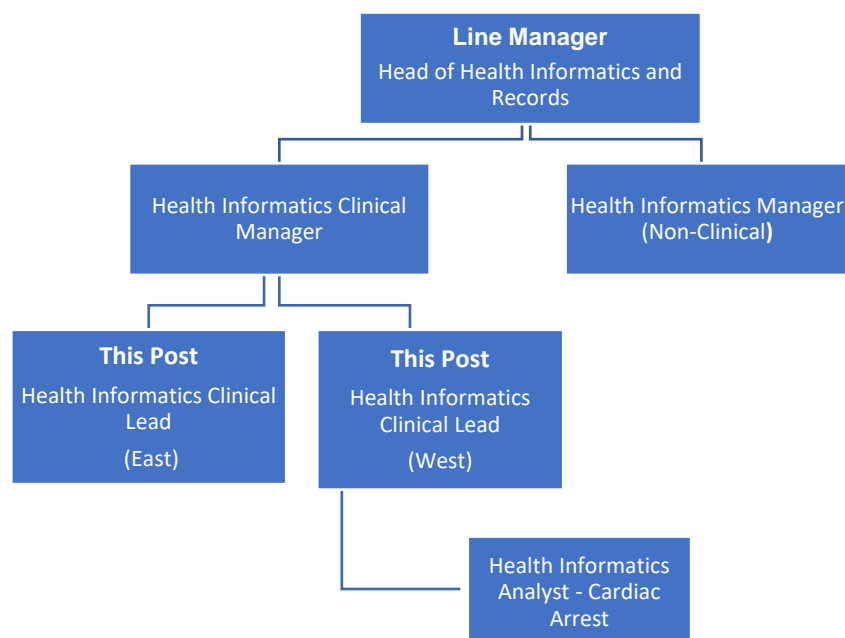 Line Manager
Head of Health Informatics and
Records
Health Informatics Clinical
Manager
Health Informatics Manager
(Non-Clinical)
This Post
Health Informatics Clinical
Lead
(East)
This Post
Health Informatics
Clinical Lead
(West)
Health Informatics
Analyst - Cardiac
Arrest